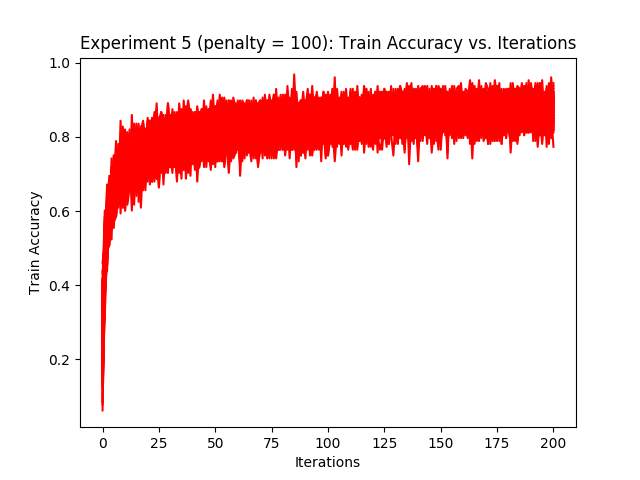 Experiment 5 (penalty = 100): Train Accuracy vs. Iterations
1.0
0.8
0.6
0.4
0.2
Train Accuracy
0 25 50 75 100 125 150 175 200
Iterations